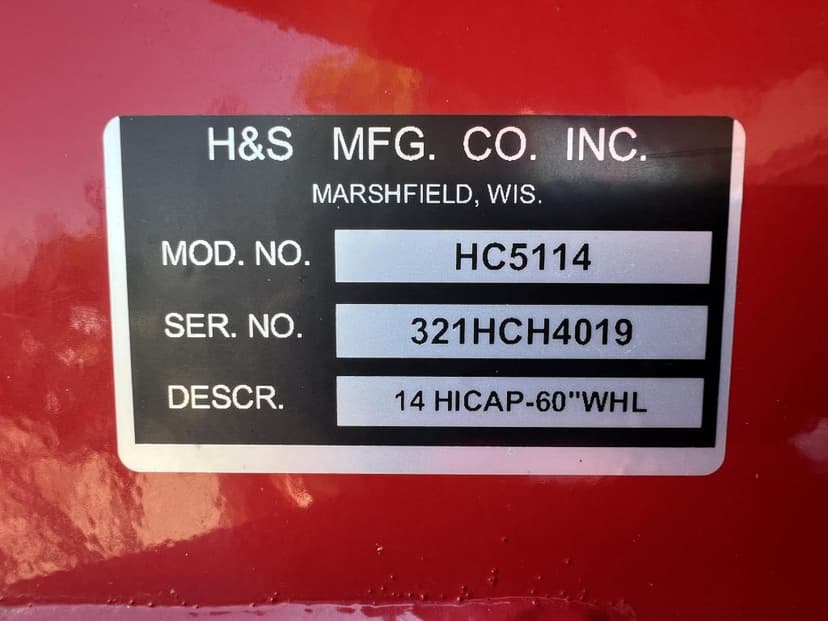 H&S MFG. CO. INC.
MARSHFIELD, WIS.
MOD. NO. HC5114
SER. NO. 321HCH4019
DESCR. 14 HICAP-60"WHL